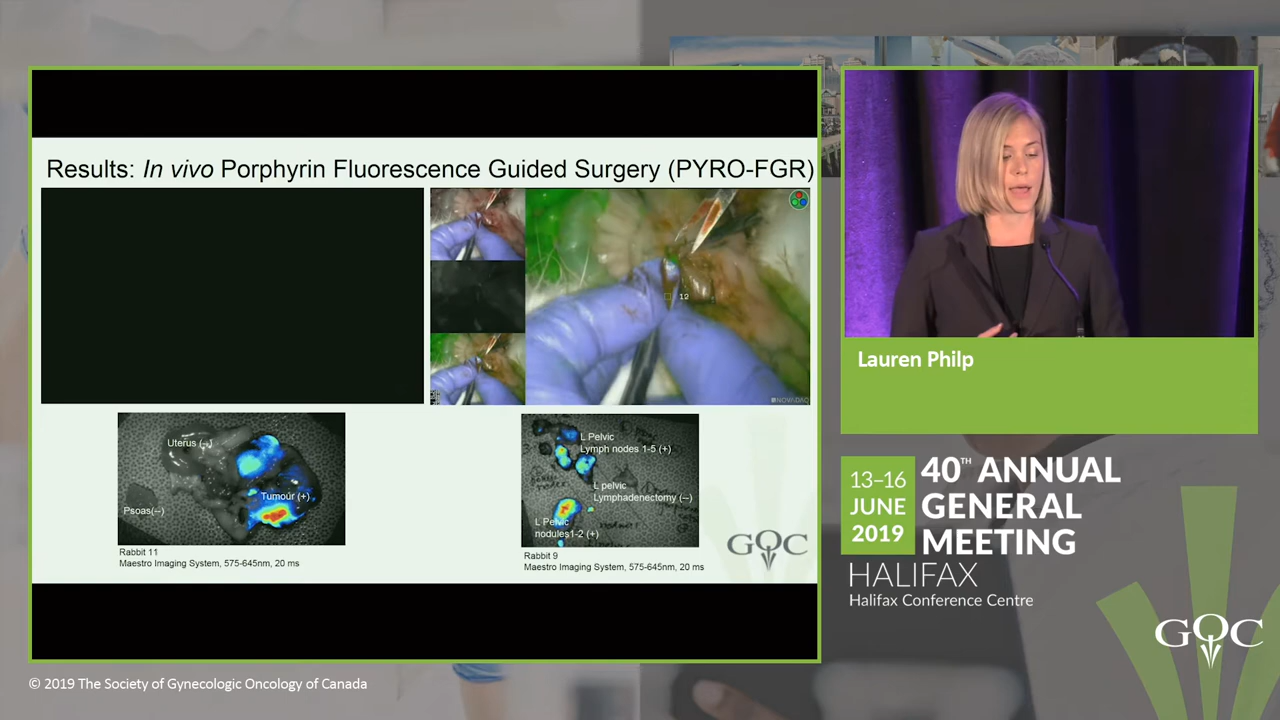 Results: In vivo Porphyrin Fluorescence Guided Surgery (PYRO-FGR)
12
NOVADAQ
Uterus (--)
Tumour (+)
Psoas(--)
Rabbit 11
Maestro Imaging System, 575-645nm, 20 ms
L Pelvic
Lymph nodes 1-5 (+)
L pelvic
Lymphadenectomy (--)
L Pelvic
nodules1-2 (+)
Rabbit 9
Maestro Imaging System, 575-645nm, 20 ms
GOC
Lauren Philp
13–16
JUNE
2019
40TH ANNUAL
GENERAL
MEETING
HALIFAX
Halifax Conference Centre
GOC
© 2019 The Society of Gynecologic Oncology of Canada